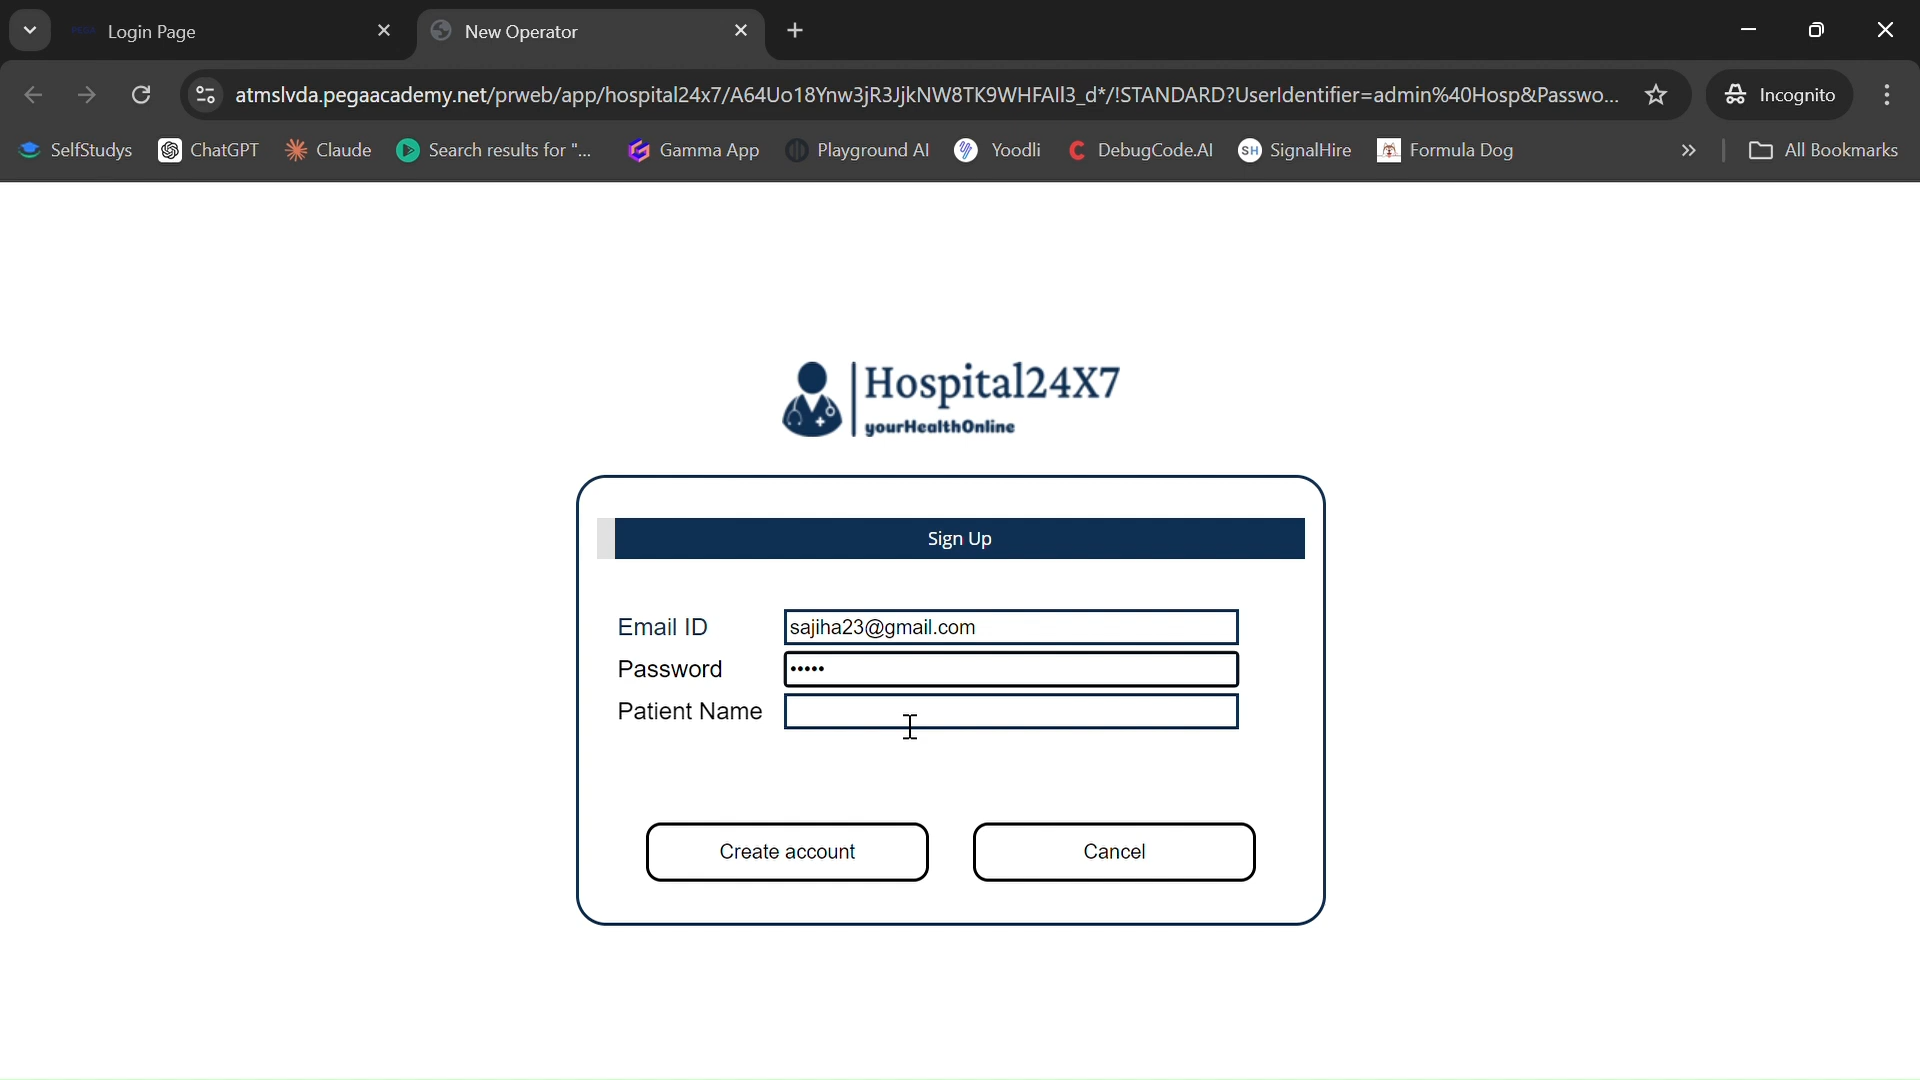 Login Page
New Operator
atmslvda.pegaacademy.net/prweb/app/hospital24x7/A64Uo18Ynw3jR3JjkNW8TK9WHFAIl3_d*/!STANDARD?UserIdentifier=admin%40Hosp&Passwo...
Incognito
SelfStudys
ChatGPT
Claude
Search results for "...
Gamma App
Playground AI
Yoodli
DebugCode.AI
SH SignalHire
Formula Dog
»
All Bookmarks
Hospital24X7
yourHealthOnline
Sign Up
Email ID sajiha23@gmail.com
Password •••••
Patient Name
Create account
Cancel